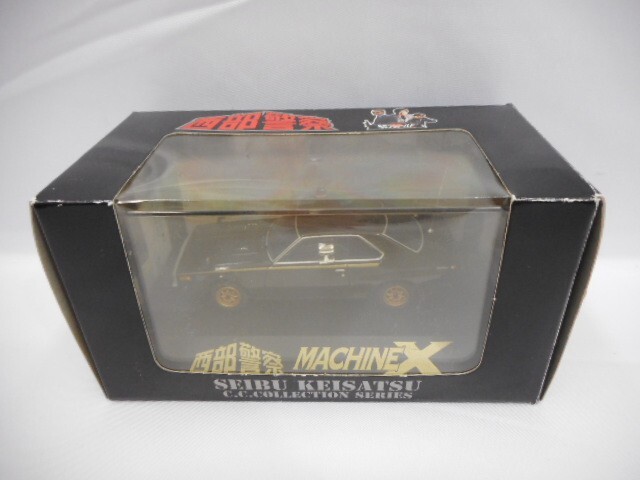 西部警察
西部警察 MACHINE X
SEIBU KEISATSU
C.C.COLLECTION SERIES